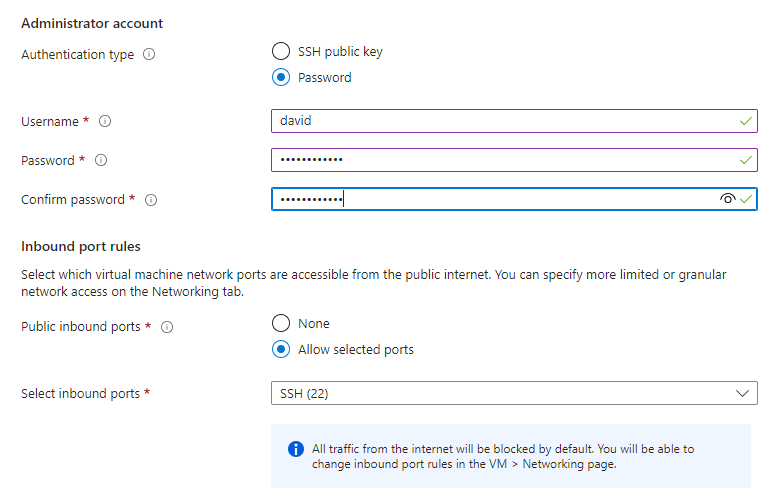 Administrator account
Authentication type
SSH public key
Password
Username *
david
Password *
••••••••••••
Confirm password *
••••••••••••
Inbound port rules
Select which virtual machine network ports are accessible from the public internet. You can specify more limited or granular
network access on the Networking tab.
Public inbound ports *
None
Allow selected ports
Select inbound ports *
SSH (22)
All traffic from the internet will be blocked by default. You will be able to
change inbound port rules in the VM > Networking page.